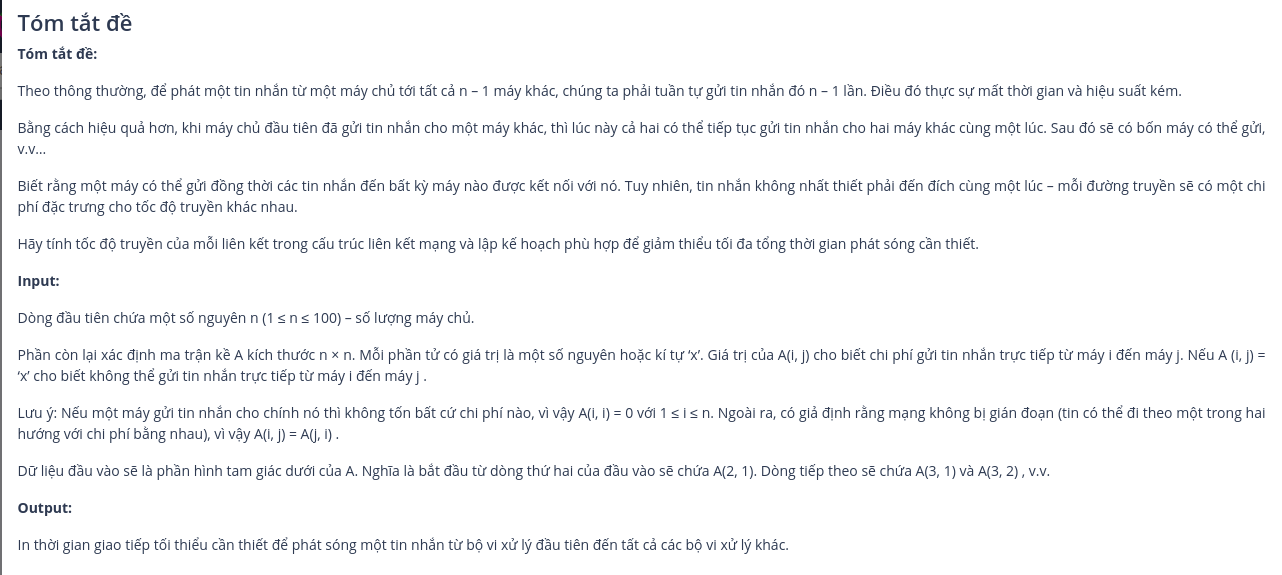 Tóm tắt đề
Tóm tắt đề:
Theo thông thường, để phát một tin nhắn từ một máy chủ tới tất cả n – 1 máy khác, chúng ta phải tuần tự gửi tin nhắn đó n – 1 lần. Điều đó thực sự mất thời gian và hiệu suất kém.
Bằng cách hiệu quả hơn, khi máy chủ đầu tiên đã gửi tin nhắn cho một máy khác, thì lúc này cả hai có thể tiếp tục gửi tin nhắn cho hai máy khác cùng một lúc. Sau đó sẽ có bốn máy có thể gửi,
v.v...
Biết rằng một máy có thể gửi đồng thời các tin nhắn đến bất kỳ máy nào được kết nối với nó. Tuy nhiên, tin nhắn không nhất thiết phải đến đích cùng một lúc – mỗi đường truyền sẽ có một chi
phí đặc trưng cho tốc độ truyền khác nhau.
Hãy tính tốc độ truyền của mỗi liên kết trong cấu trúc liên kết mạng và lập kế hoạch phù hợp để giảm thiểu tối đa tổng thời gian phát sóng cần thiết.
Input:
Dòng đầu tiên chứa một số nguyên n (1 ≤ n ≤ 100) – số lượng máy chủ.
Phần còn lại xác định ma trận kề A kích thước n × n. Mỗi phần tử có giá trị là một số nguyên hoặc kí tự ‘x’. Giá trị của A(i, j) cho biết chi phí gửi tin nhắn trực tiếp từ máy i đến máy j. Nếu A (i, j) =
‘x’ cho biết không thể gửi tin nhắn trực tiếp từ máy i đến máy j .
Lưu ý: Nếu một máy gửi tin nhắn cho chính nó thì không tốn bất cứ chi phí nào, vì vậy A(i, i) = 0 với 1 ≤ i ≤ n. Ngoài ra, có giả định rằng mạng không bị gián đoạn (tin có thể đi theo một trong hai
hướng với chi phí bằng nhau), vì vậy A(i, j) = A(j, i) .
Dữ liệu đầu vào sẽ là phần hình tam giác dưới của A. Nghĩa là bắt đầu từ dòng thứ hai của đầu vào sẽ chứa A(2, 1). Dòng tiếp theo sẽ chứa A(3, 1) và A(3, 2) , v.v.
Output:
In thời gian giao tiếp tối thiểu cần thiết để phát sóng một tin nhắn từ bộ vi xử lý đầu tiên đến tất cả các bộ vi xử lý khác.